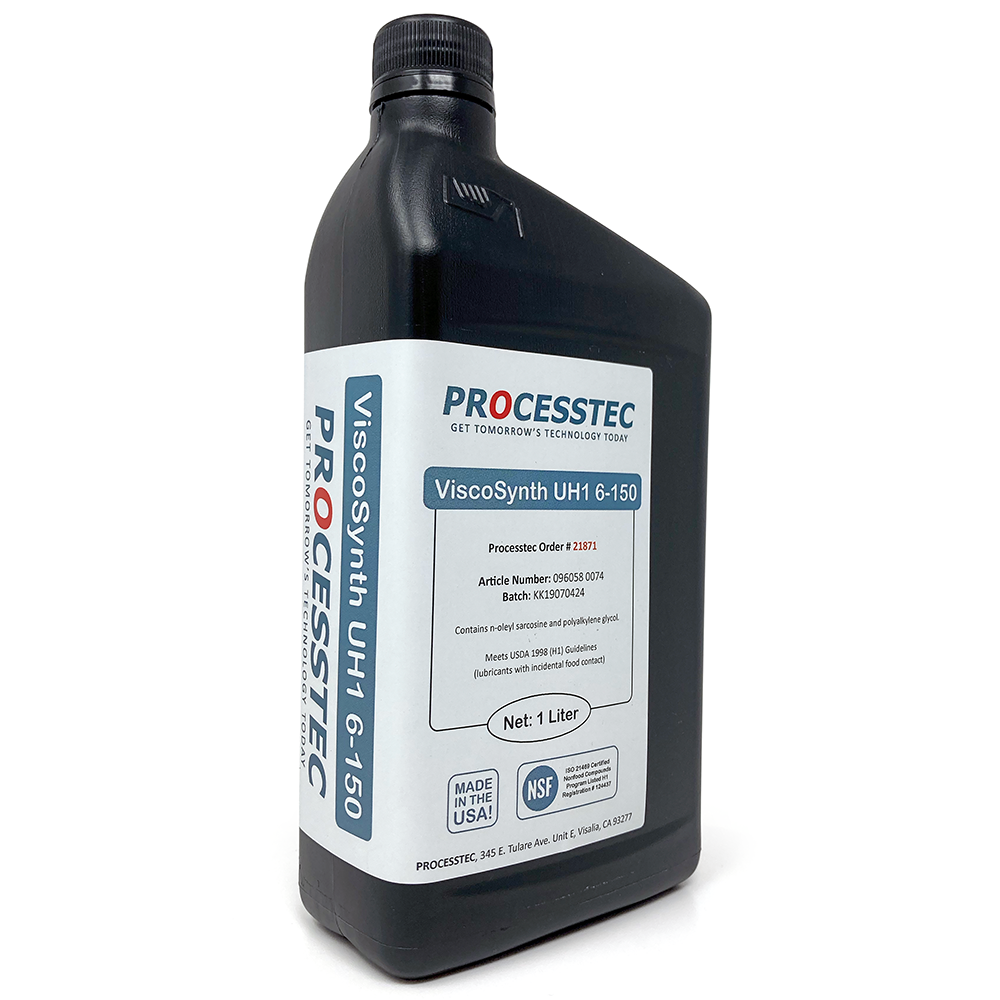 PROCESSTEC
GET TOMORROW'S TECHNOLOGY TODAY
ViscoSynth UH1 6-150
Processtec Order # 21871
Article Number: 096058 0074
Batch: KK19070424
Contains n-oleyl sarcosine and polyalkylene glycol.
Meets USDA 1998 (H1) Guidelines
(lubricants with incidental food contact)
Net: 1 Liter
MADE
IN THE
USA!
NSF
ISO 21469 Certified
Nonfood Compounds
Program Listed H1
Registration # 124437
PROCESSTEC, 345 E. Tulare Ave. Unit E, Visalia, CA 93277
ViscoSynth UH1 6-150
PROCESSTEC
GET TOMORROW'S TECHNOLOGY TODAY